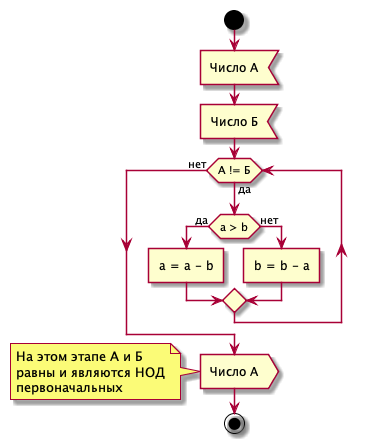 Число А
Число Б
нет
А != Б
да
да
a > b
нет
a = a - b
b = b - a
На этом этапе А и Б
равны и являются НОД
первоначальных
Число А